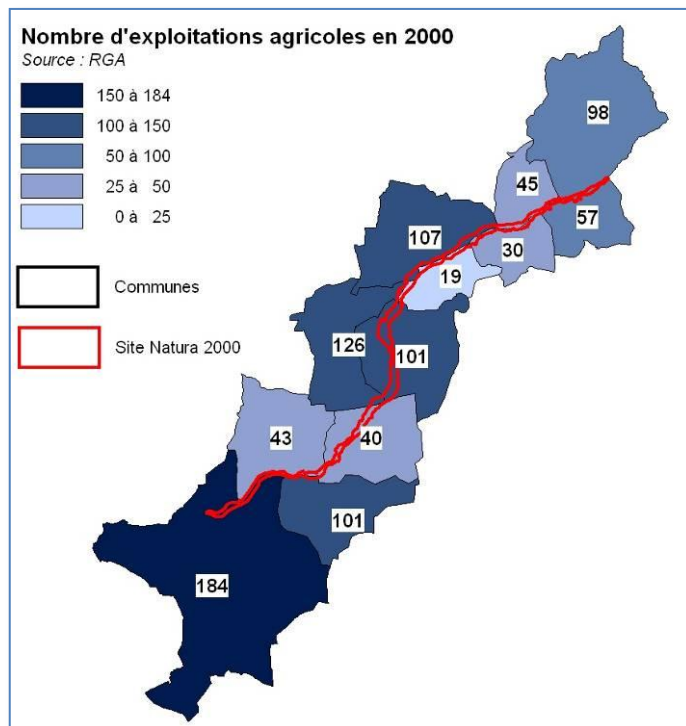 Nombre d'exploitations agricoles en 2000
Source : RGA
150 à 184
100 à 150
50 à 100
25 à 50
0 à 25
Communes
Site Natura 2000
98
45
57
107
30
19
126
101
43
40
101
184